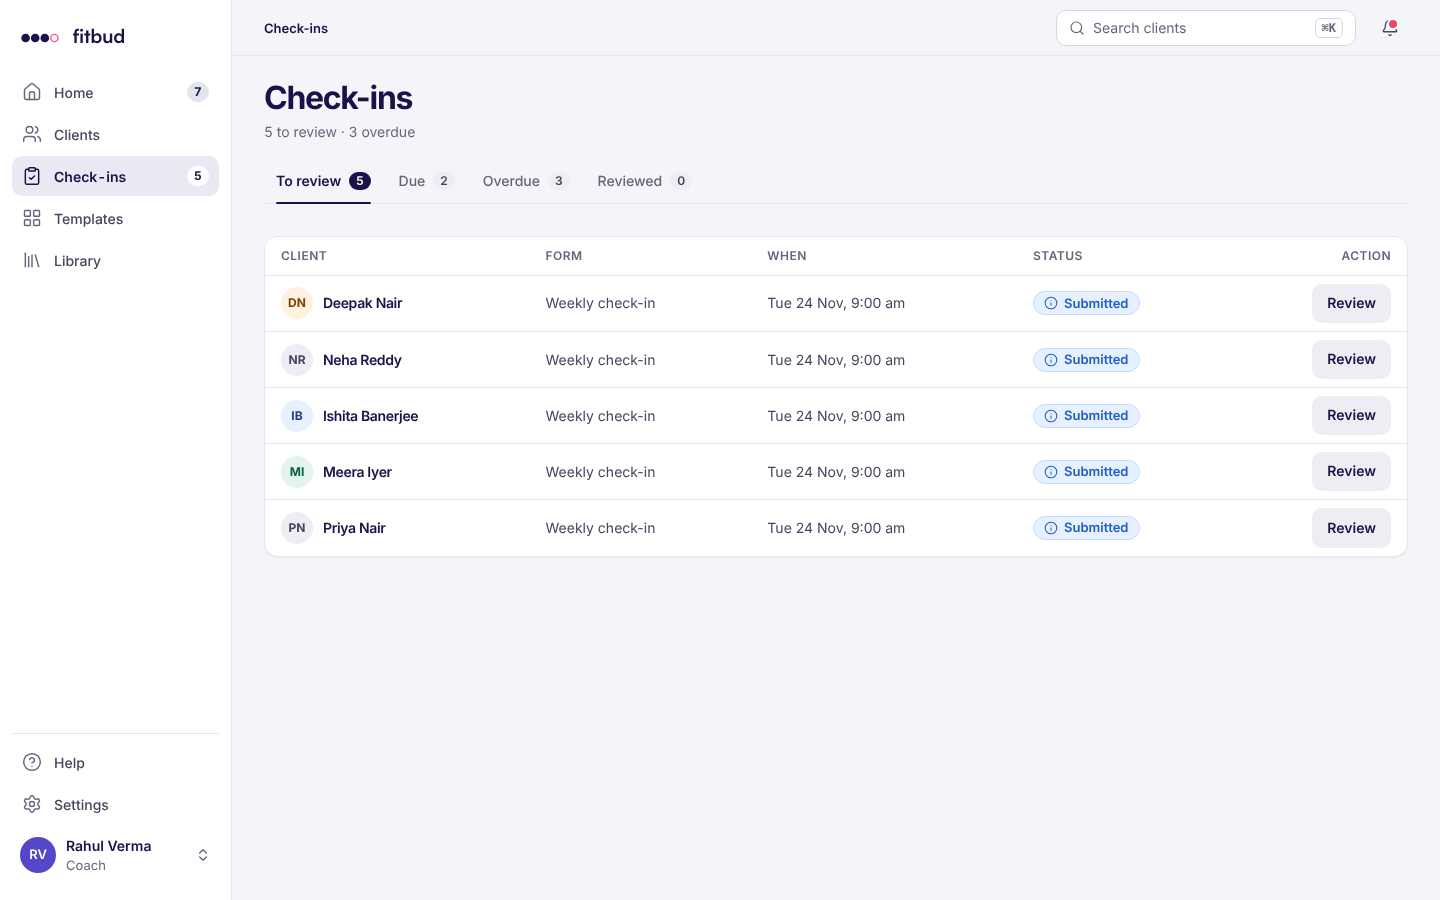 fitbud
Home 7
Clients
Check-ins 5
Templates
Library
Help
Settings
RV Rahul Verma
Coach
Check-ins
Search clients ⌘K
Check-ins
5 to review · 3 overdue
To review 5 Due 2 Overdue 3 Reviewed 0
CLIENT FORM WHEN STATUS ACTION
DN Deepak Nair Weekly check-in Tue 24 Nov, 9:00 am Submitted Review
NR Neha Reddy Weekly check-in Tue 24 Nov, 9:00 am Submitted Review
IB Ishita Banerjee Weekly check-in Tue 24 Nov, 9:00 am Submitted Review
MI Meera Iyer Weekly check-in Tue 24 Nov, 9:00 am Submitted Review
PN Priya Nair Weekly check-in Tue 24 Nov, 9:00 am Submitted Review